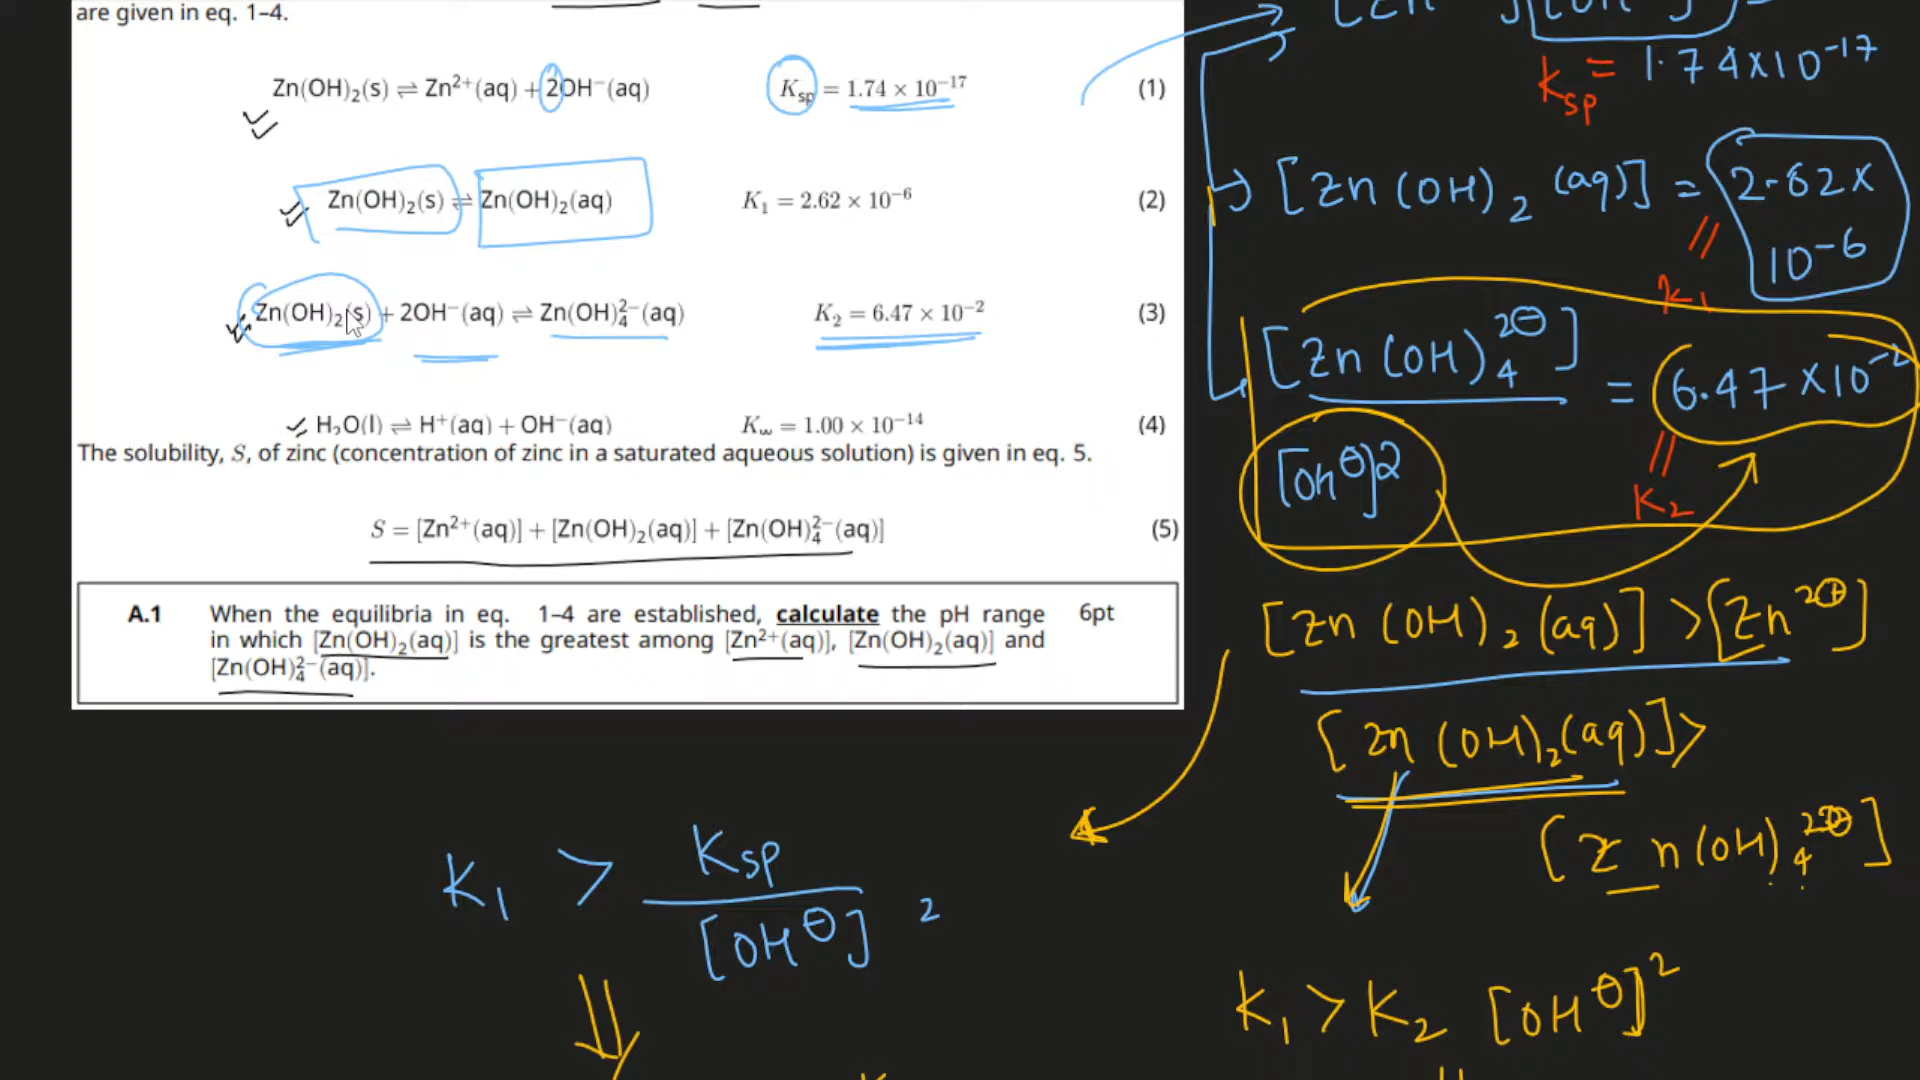 are given in eq. 1–4.
Zn(OH)₂(s) ⇌ Zn²⁺(aq) + 2OH⁻(aq) Kₛₚ = 1.74 × 10⁻¹⁷ (1)
Zn(OH)₂(s) ⇌ Zn(OH)₂(aq) K₁ = 2.62 × 10⁻⁶ (2)
Zn(OH)₂(s) + 2OH⁻(aq) ⇌ Zn(OH)₄²⁻(aq) K₂ = 6.47 × 10⁻² (3)
H₂O(l) ⇌ H⁺(aq) + OH⁻(aq) K_w = 1.00 × 10⁻¹⁴ (4)
The solubility, S, of zinc (concentration of zinc in a saturated aqueous solution) is given in eq. 5.
S = [Zn²⁺(aq)] + [Zn(OH)₂(aq)] + [Zn(OH)₄²⁻(aq)] (5)
A.1 When the equilibria in eq. 1–4 are established, calculate the pH range 6pt
in which [Zn(OH)₂(aq)] is the greatest among [Zn²⁺(aq)], [Zn(OH)₂(aq)] and
[Zn(OH)₄²⁻(aq)].
Ksp = 1.74×10⁻¹⁷
[Zn(OH)₂(aq)] = 2.62×
10⁻⁶
K₁
[Zn(OH)₄²⊖]
= 6.47×10⁻²
[OH⊖]²
K₂
[Zn(OH)₂(aq)] > [Zn²⊕]
[Zn(OH)₂(aq)] >
[Zn(OH)₄²⊖]
K₁ > Ksp
[OH⊖]²
K₁ > K₂ [OH⊖]²